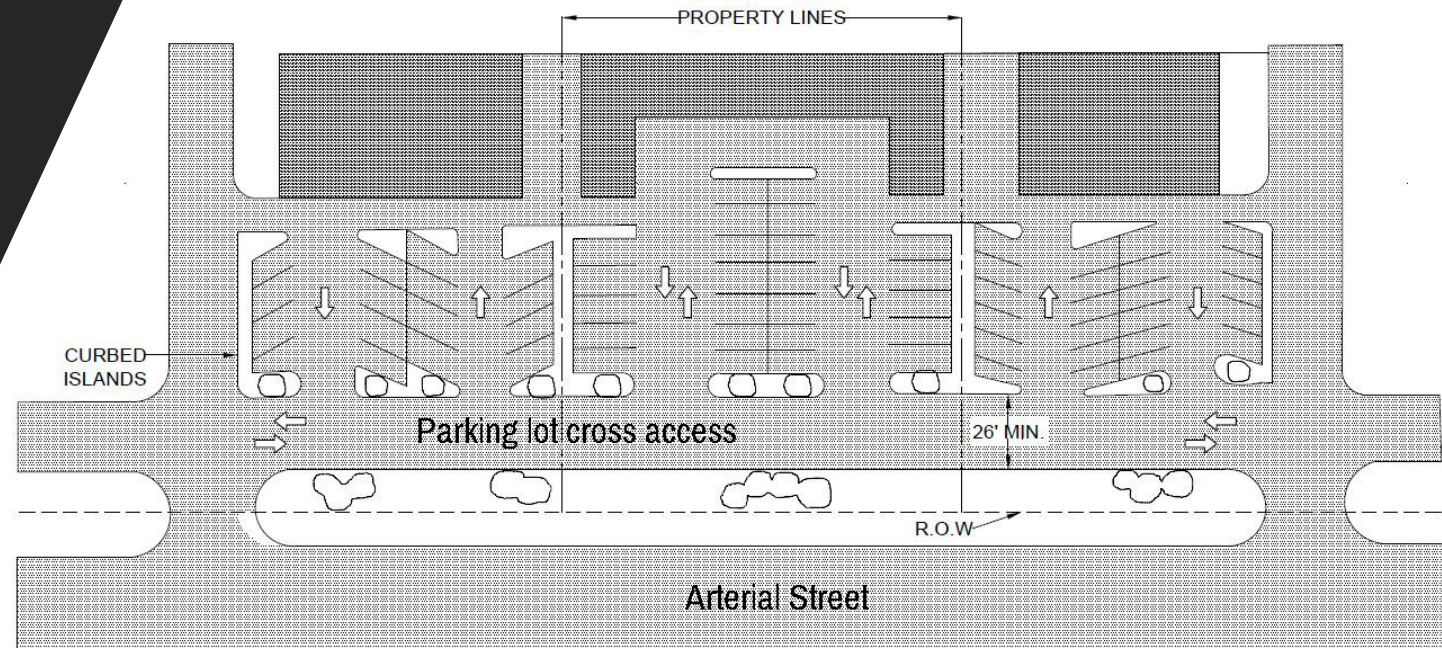 PROPERTY LINES
CURBED
ISLANDS
Parking lot cross access
26' MIN.
R.O.W
Arterial Street